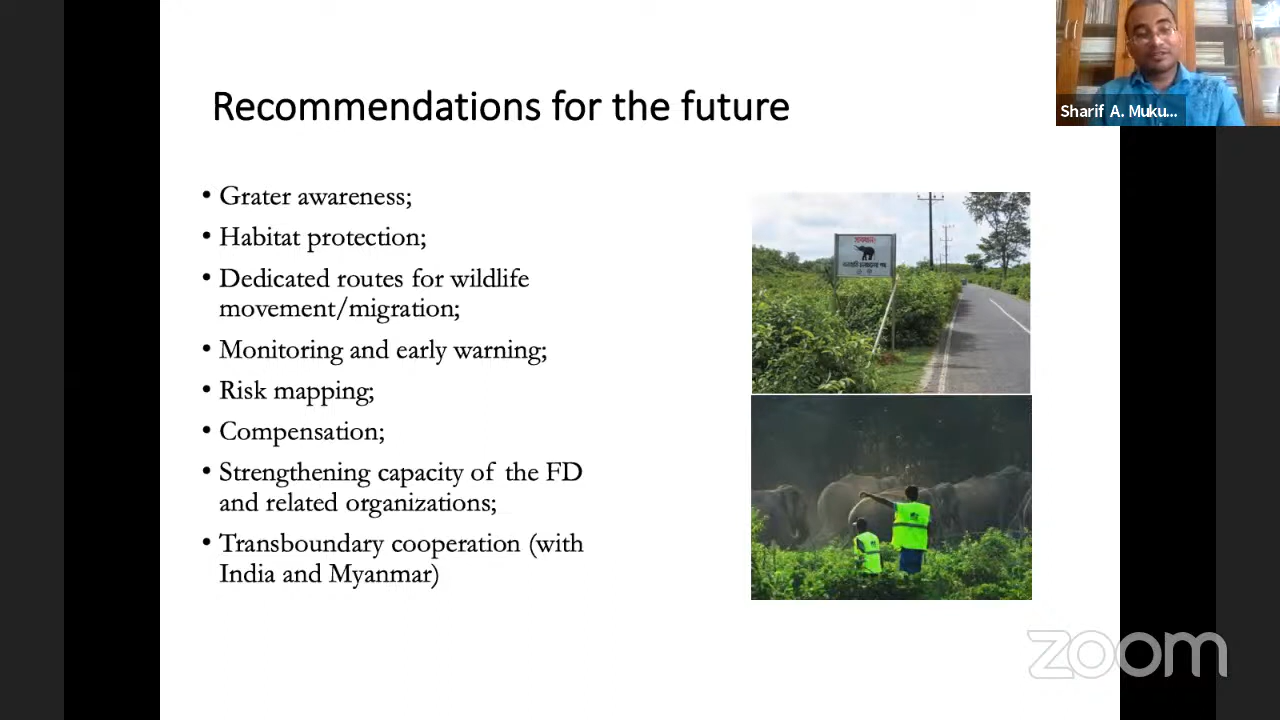 Recommendations for the future
Sharif A. Muku...
• Grater awareness;
• Habitat protection;
• Dedicated routes for wildlife
movement/migration;
• Monitoring and early warning;
• Risk mapping;
• Compensation;
• Strengthening capacity of the FD
and related organizations;
• Transboundary cooperation (with
India and Myanmar)
সাবধান
zoom